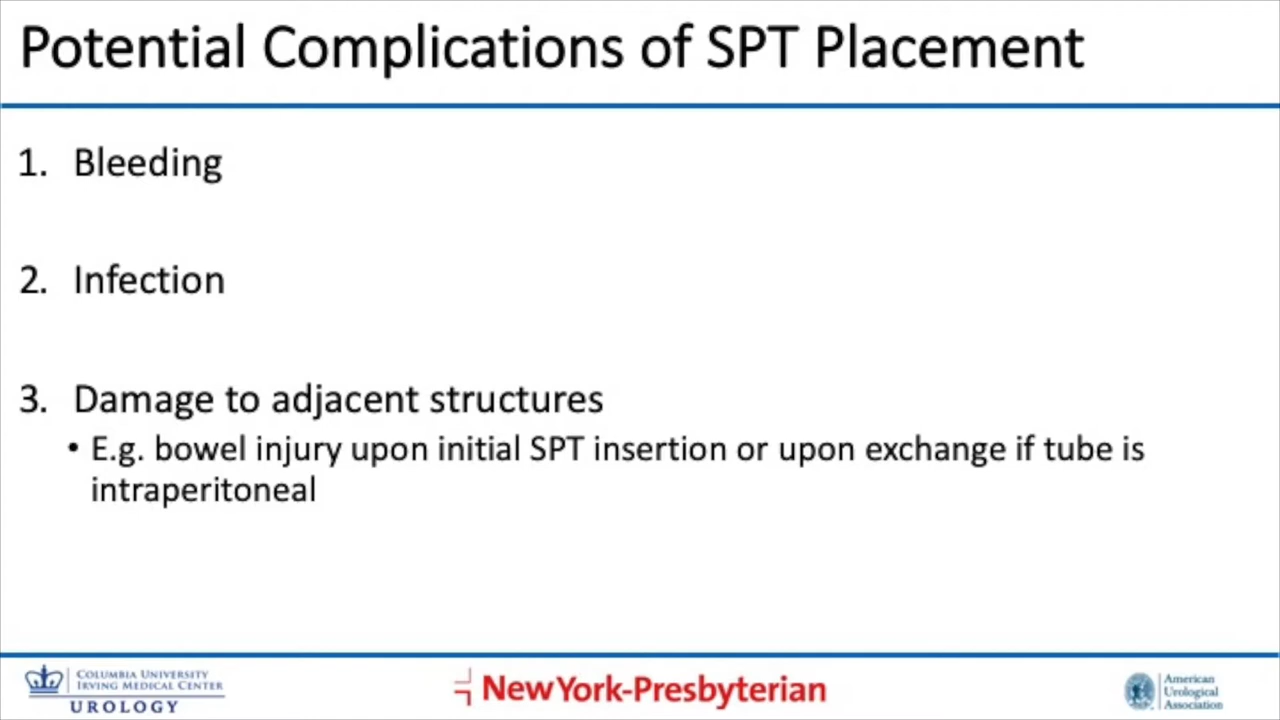 Potential Complications of SPT Placement
1. Bleeding
2. Infection
3. Damage to adjacent structures
• E.g. bowel injury upon initial SPT insertion or upon exchange if tube is
intraperitoneal
COLUMBIA UNIVERSITY
IRVING MEDICAL CENTER
UROLOGY
NewYork-Presbyterian
American
Urological
Association